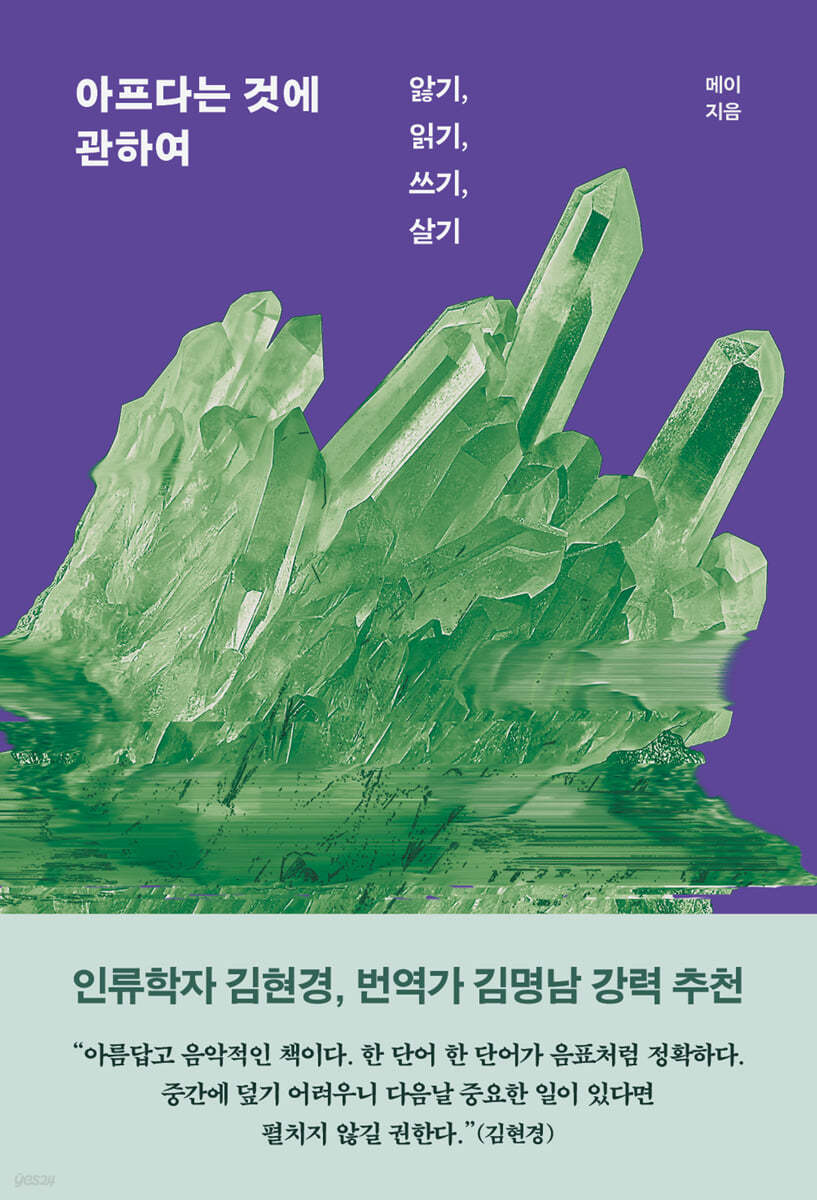 아프다는 것에
관하여
앓기,
읽기,
쓰기,
살기
메이
지음
인류학자 김현경, 번역가 김명남 강력 추천
“아름답고 음악적인 책이다. 한 단어 한 단어가 음표처럼 정확하다.
중간에 덮기 어려우니 다음날 중요한 일이 있다면
펼치지 않길 권한다.”(김현경)
yes24